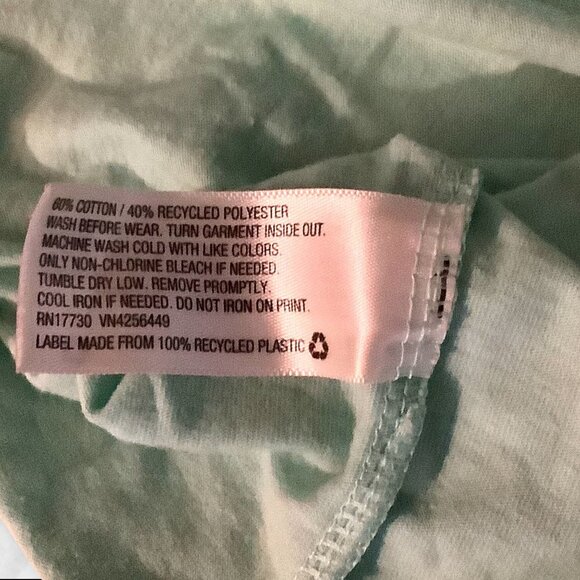 60% COTTON / 40% RECYCLED POLYESTER
WASH BEFORE WEAR. TURN GARMENT INSIDE OUT.
MACHINE WASH COLD WITH LIKE COLORS.
ONLY NON-CHLORINE BLEACH IF NEEDED.
TUMBLE DRY LOW. REMOVE PROMPTLY.
COOL IRON IF NEEDED. DO NOT IRON ON PRINT.
RN17730 VN4256449
LABEL MADE FROM 100% RECYCLED PLASTIC